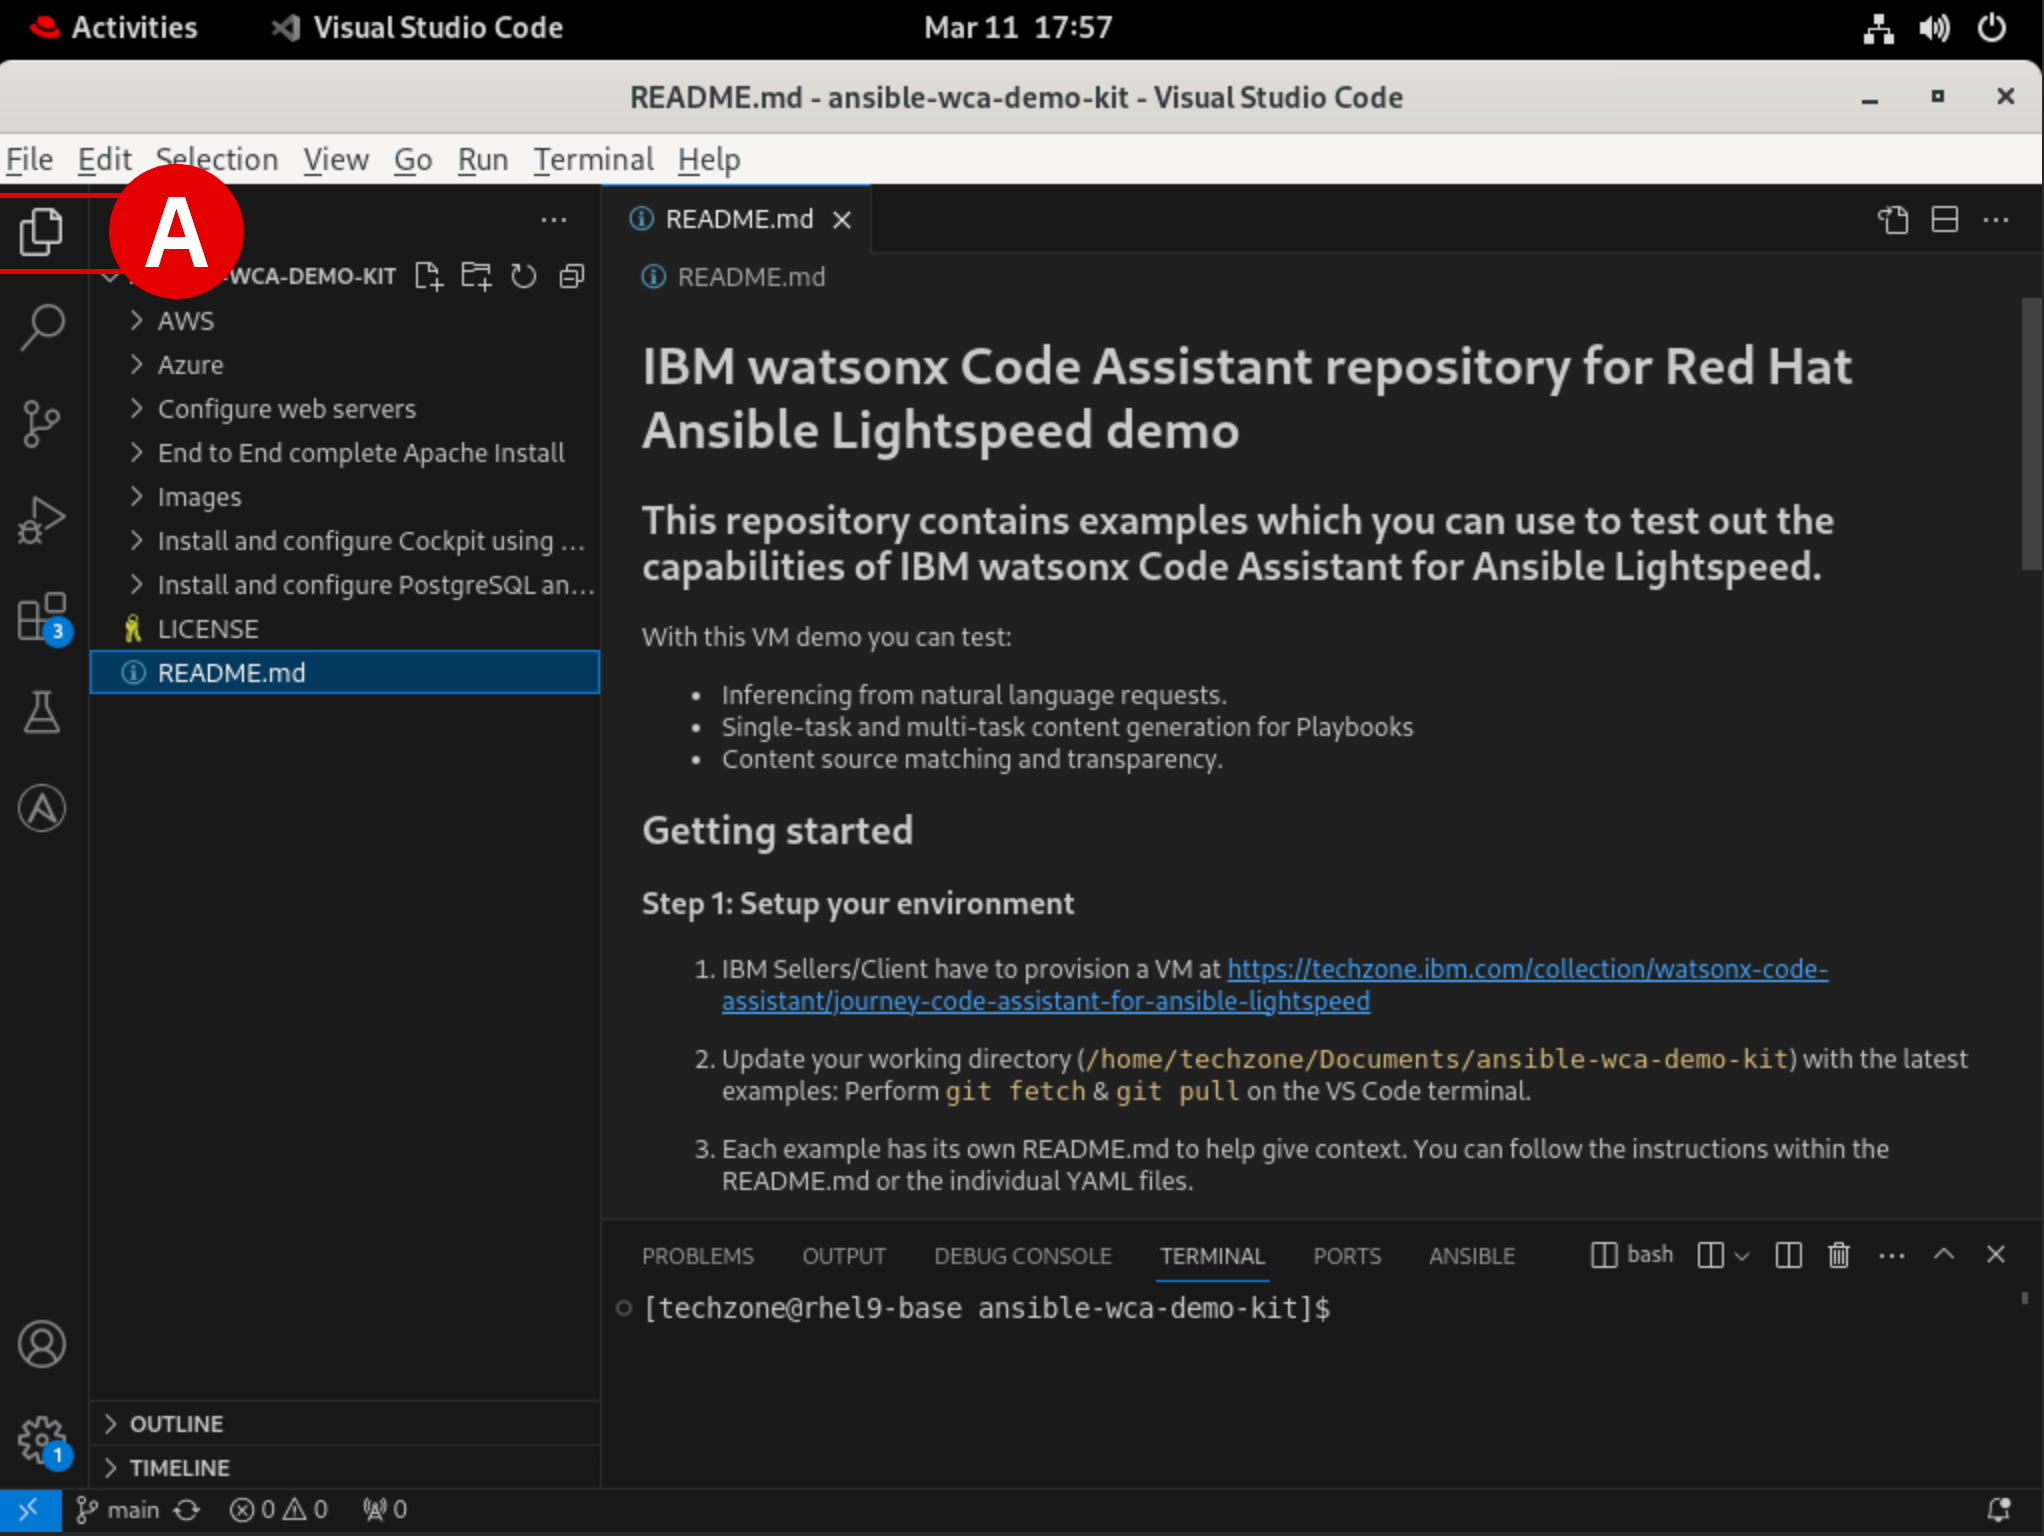 Activities
Visual Studio Code
Mar 11 17:57
README.md - ansible-wca-demo-kit - Visual Studio Code
File Edit Selection View Go Run Terminal Help
A
-WCA-DEMO-KIT
AWS
Azure
Configure web servers
End to End complete Apache Install
Images
Install and configure Cockpit using ...
Install and configure PostgreSQL an...
LICENSE
README.md
3
1
OUTLINE
TIMELINE
README.md
README.md
IBM watsonx Code Assistant repository for Red Hat
Ansible Lightspeed demo
This repository contains examples which you can use to test out the
capabilities of IBM watsonx Code Assistant for Ansible Lightspeed.
With this VM demo you can test:
• Inferencing from natural language requests.
• Single-task and multi-task content generation for Playbooks
• Content source matching and transparency.
Getting started
Step 1: Setup your environment
1. IBM Sellers/Client have to provision a VM at https://techzone.ibm.com/collection/watsonx-code-
assistant/journey-code-assistant-for-ansible-lightspeed
2. Update your working directory (/home/techzone/Documents/ansible-wca-demo-kit) with the latest
examples: Perform git fetch & git pull on the VS Code terminal.
3. Each example has its own README.md to help give context. You can follow the instructions within the
README.md or the individual YAML files.
PROBLEMS OUTPUT DEBUG CONSOLE TERMINAL PORTS ANSIBLE bash
[techzone@rhel9-base ansible-wca-demo-kit]$
main 0 0 0